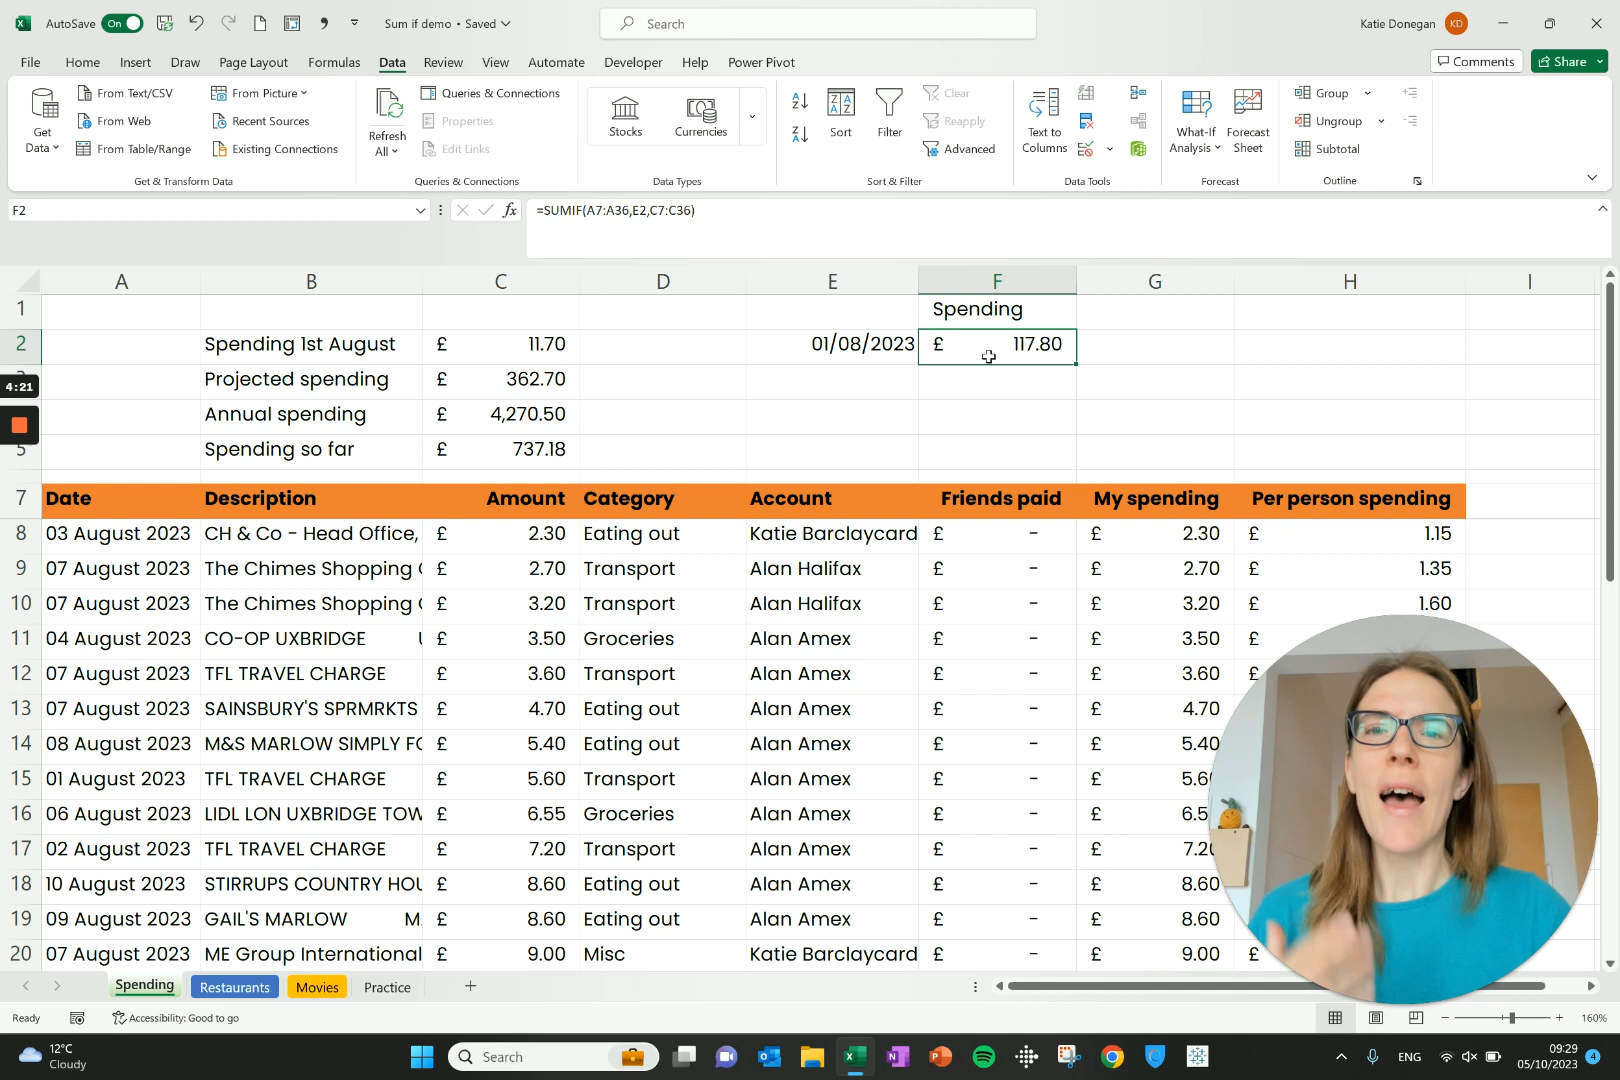 AutoSave On Sum if demo • Saved Search Katie Donegan KD
File Home Insert Draw Page Layout Formulas Data Review View Automate Developer Help Power Pivot Comments Share
Get Data
From Text/CSV
From Web
From Table/Range
From Picture
Recent Sources
Existing Connections
Get & Transform Data
Refresh All
Queries & Connections
Properties
Edit Links
Queries & Connections
Stocks Currencies
Data Types
Sort Filter
Clear
Reapply
Advanced
Sort & Filter
Text to Columns
Data Tools
What-If Analysis
Forecast Sheet
Forecast
Group
Ungroup
Subtotal
Outline
F2 fx =SUMIF(A7:A36,E2,C7:C36)
A B C D E F G H I
1 Spending
2 Spending 1st August £ 11.70 01/08/2023 £ 117.80
Projected spending £ 362.70
4:21
Annual spending £ 4,270.50
5 Spending so far £ 737.18
7 Date Description Amount Category Account Friends paid My spending Per person spending
8 03 August 2023 CH & Co - Head Office, £ 2.30 Eating out Katie Barclaycard £ - £ 2.30 £ 1.15
9 07 August 2023 The Chimes Shopping £ 2.70 Transport Alan Halifax £ - £ 2.70 £ 1.35
10 07 August 2023 The Chimes Shopping £ 3.20 Transport Alan Halifax £ - £ 3.20 £ 1.60
11 04 August 2023 CO-OP UXBRIDGE £ 3.50 Groceries Alan Amex £ - £ 3.50 £
12 07 August 2023 TFL TRAVEL CHARGE £ 3.60 Transport Alan Amex £ - £ 3.60 £
13 07 August 2023 SAINSBURY'S SPRMRKTS £ 4.70 Eating out Alan Amex £ - £ 4.70
14 08 August 2023 M&S MARLOW SIMPLY £ 5.40 Eating out Alan Amex £ - £ 5.40
15 01 August 2023 TFL TRAVEL CHARGE £ 5.60 Transport Alan Amex £ - £ 5.60
16 06 August 2023 LIDL LON UXBRIDGE TOW £ 6.55 Groceries Alan Amex £ - £ 6.5
17 02 August 2023 TFL TRAVEL CHARGE £ 7.20 Transport Alan Amex £ - £ 7.20
18 10 August 2023 STIRRUPS COUNTRY £ 8.60 Eating out Alan Amex £ - £ 8.60
19 09 August 2023 GAIL'S MARLOW M £ 8.60 Eating out Alan Amex £ - £ 8.60
20 07 August 2023 ME Group International £ 9.00 Misc Katie Barclaycard £ - £ 9.00 £
Spending Restaurants Movies Practice
Ready Accessibility: Good to go 160%
12°C
Cloudy
Search
ENG
09:29
05/10/2023
4